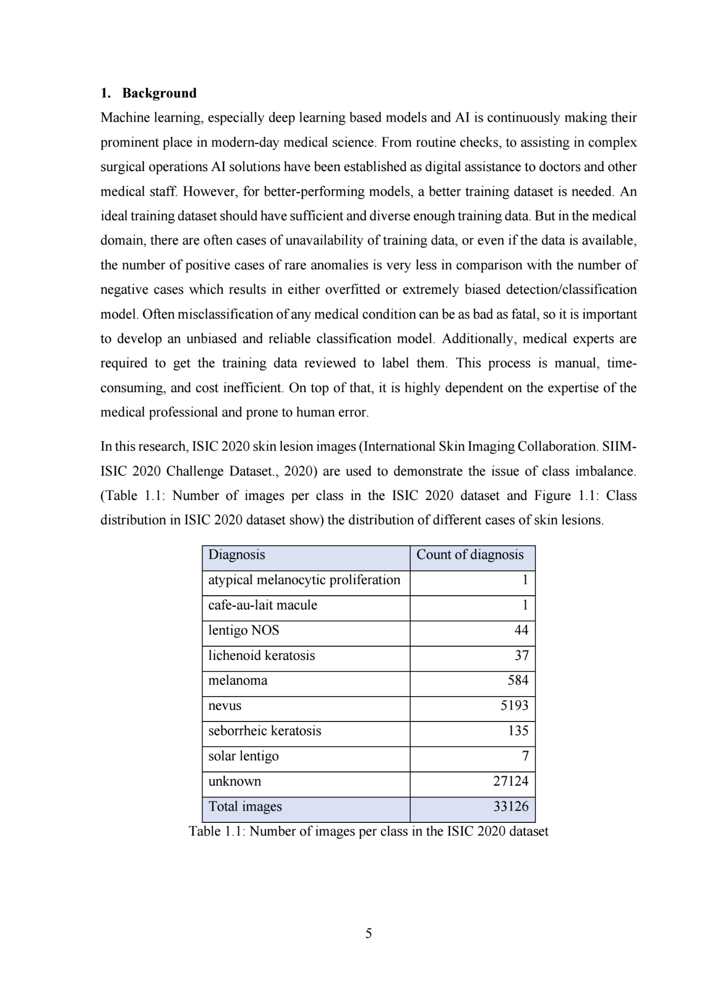 1. Background
Machine learning, especially deep learning based models and AI is continuously making their
prominent place in modern-day medical science. From routine checks, to assisting in complex
surgical operations AI solutions have been established as digital assistance to doctors and other
medical staff. However, for better-performing models, a better training dataset is needed. An
ideal training dataset should have sufficient and diverse enough training data. But in the medical
domain, there are often cases of unavailability of training data, or even if the data is available,
the number of positive cases of rare anomalies is very less in comparison with the number of
negative cases which results in either overfitted or extremely biased detection/classification
model. Often misclassification of any medical condition can be as bad as fatal, so it is important
to develop an unbiased and reliable classification model. Additionally, medical experts are
required to get the training data reviewed to label them. This process is manual, time-
consuming, and cost inefficient. On top of that, it is highly dependent on the expertise of the
medical professional and prone to human error.
In this research, ISIC 2020 skin lesion images (International Skin Imaging Collaboration. SIIM-
ISIC 2020 Challenge Dataset., 2020) are used to demonstrate the issue of class imbalance.
(Table 1.1: Number of images per class in the ISIC 2020 dataset and Figure 1.1: Class
distribution in ISIC 2020 dataset show) the distribution of different cases of skin lesions.
Diagnosis Count of diagnosis
atypical melanocytic proliferation 1
cafe-au-lait macule 1
lentigo NOS 44
lichenoid keratosis 37
melanoma 584
nevus 5193
seborrheic keratosis 135
solar lentigo 7
unknown 27124
Total images 33126
Table 1.1: Number of images per class in the ISIC 2020 dataset
5